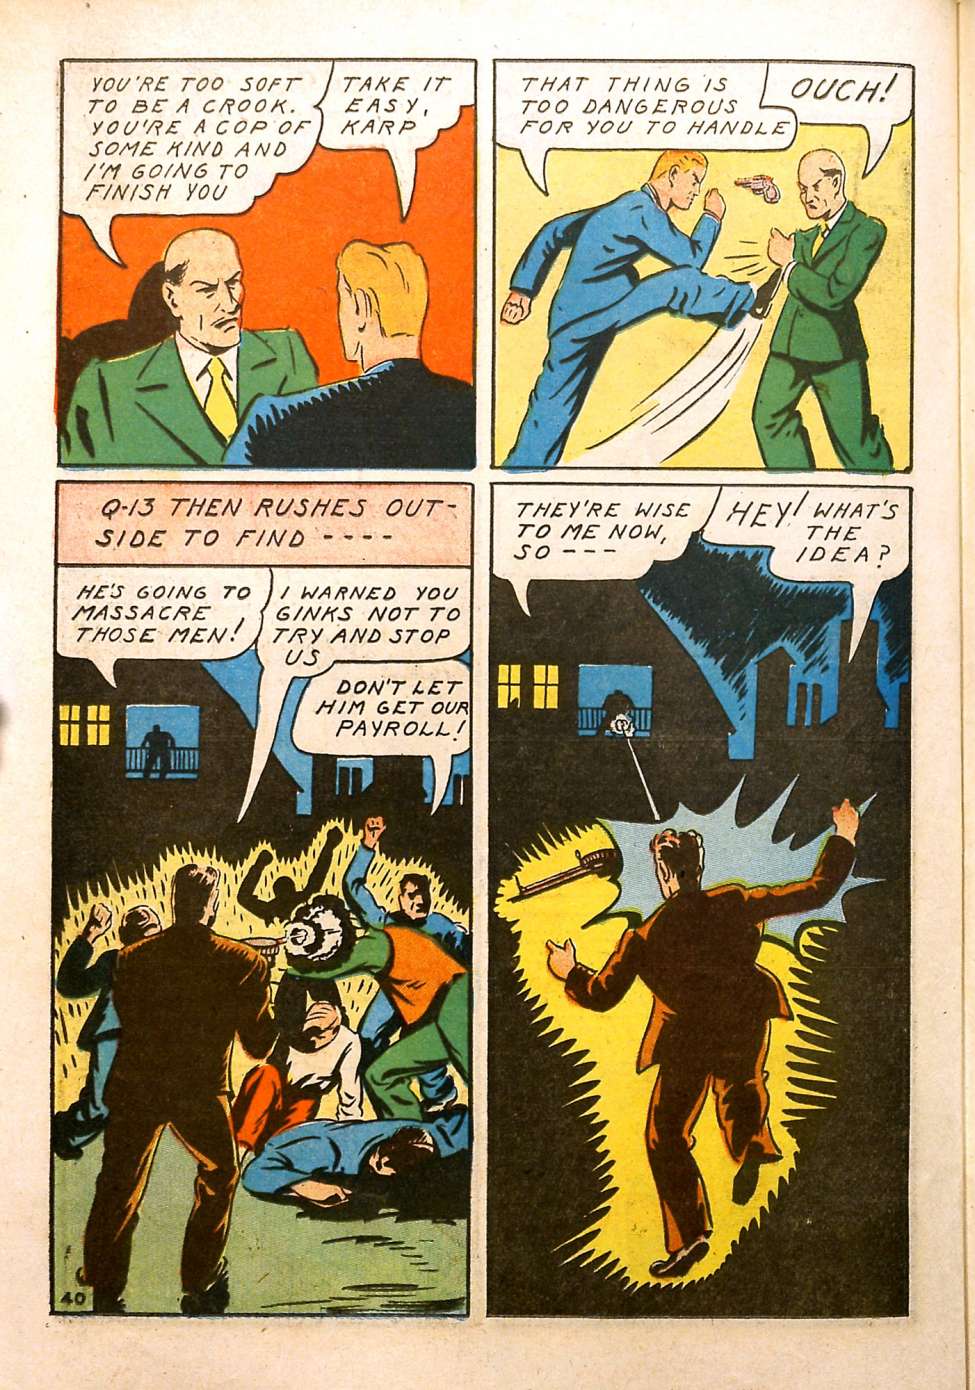 YOU'RE TOO SOFT
TO BE A CROOK.
YOU'RE A COP OF
SOME KIND AND
I'M GOING TO
FINISH YOU
TAKE IT
EASY,
KARP
THAT THING IS
TOO DANGEROUS
FOR YOU TO HANDLE
OUCH!
Q-13 THEN RUSHES OUT-
SIDE TO FIND ----
HE'S GOING TO
MASSACRE
THOSE MEN!
I WARNED YOU
GINKS NOT TO
TRY AND STOP
US
DON'T LET
HIM GET OUR
PAYROLL!
40
THEY'RE WISE
TO ME NOW,
SO ---
HEY! WHAT'S
THE
IDEA?